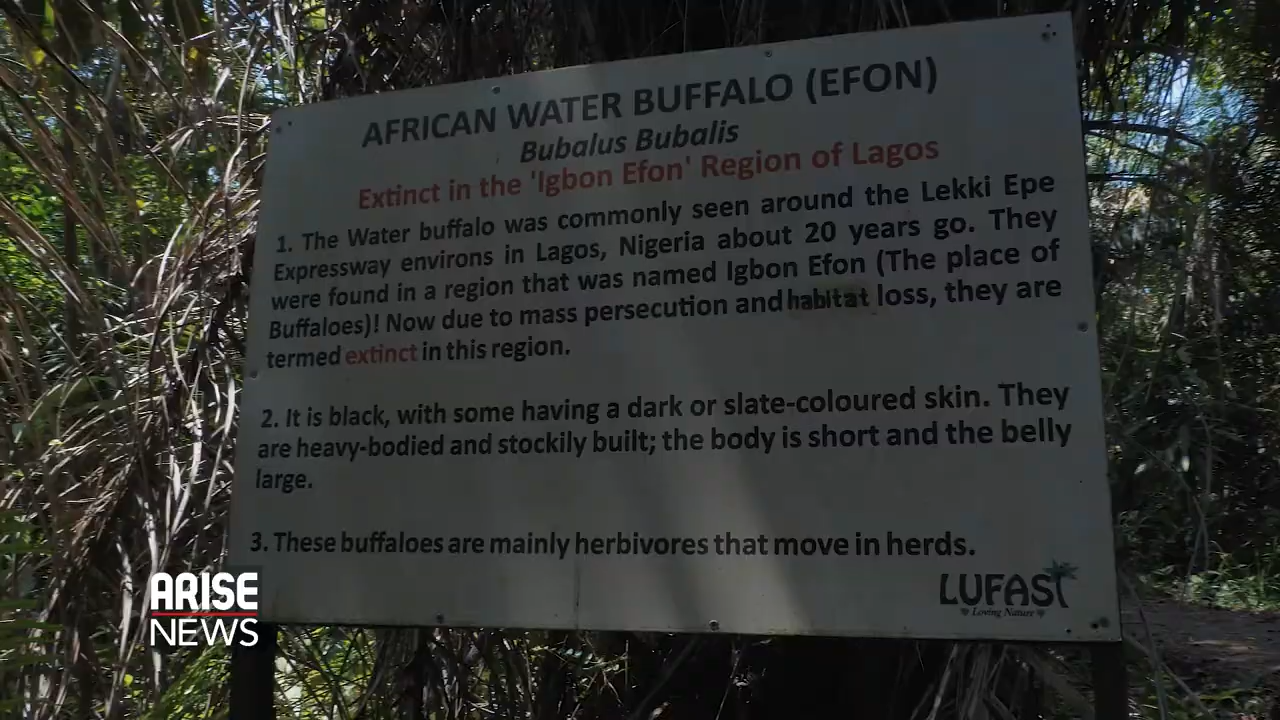 AFRICAN WATER BUFFALO (EFON)
Bubalus Bubalis
Extinct in the 'Igbon Efon' Region of Lagos
1. The Water buffalo was commonly seen around the Lekki Epe
Expressway environs in Lagos, Nigeria about 20 years go. They
were found in a region that was named Igbon Efon (The place of
Buffaloes)! Now due to mass persecution and habitat loss, they are
termed extinct in this region.
2. It is black, with some having a dark or slate-coloured skin. They
are heavy-bodied and stockily built; the body is short and the belly
large.
3. These buffaloes are mainly herbivores that move in herds.
LUFAST
Loving Nature
ARISE
NEWS